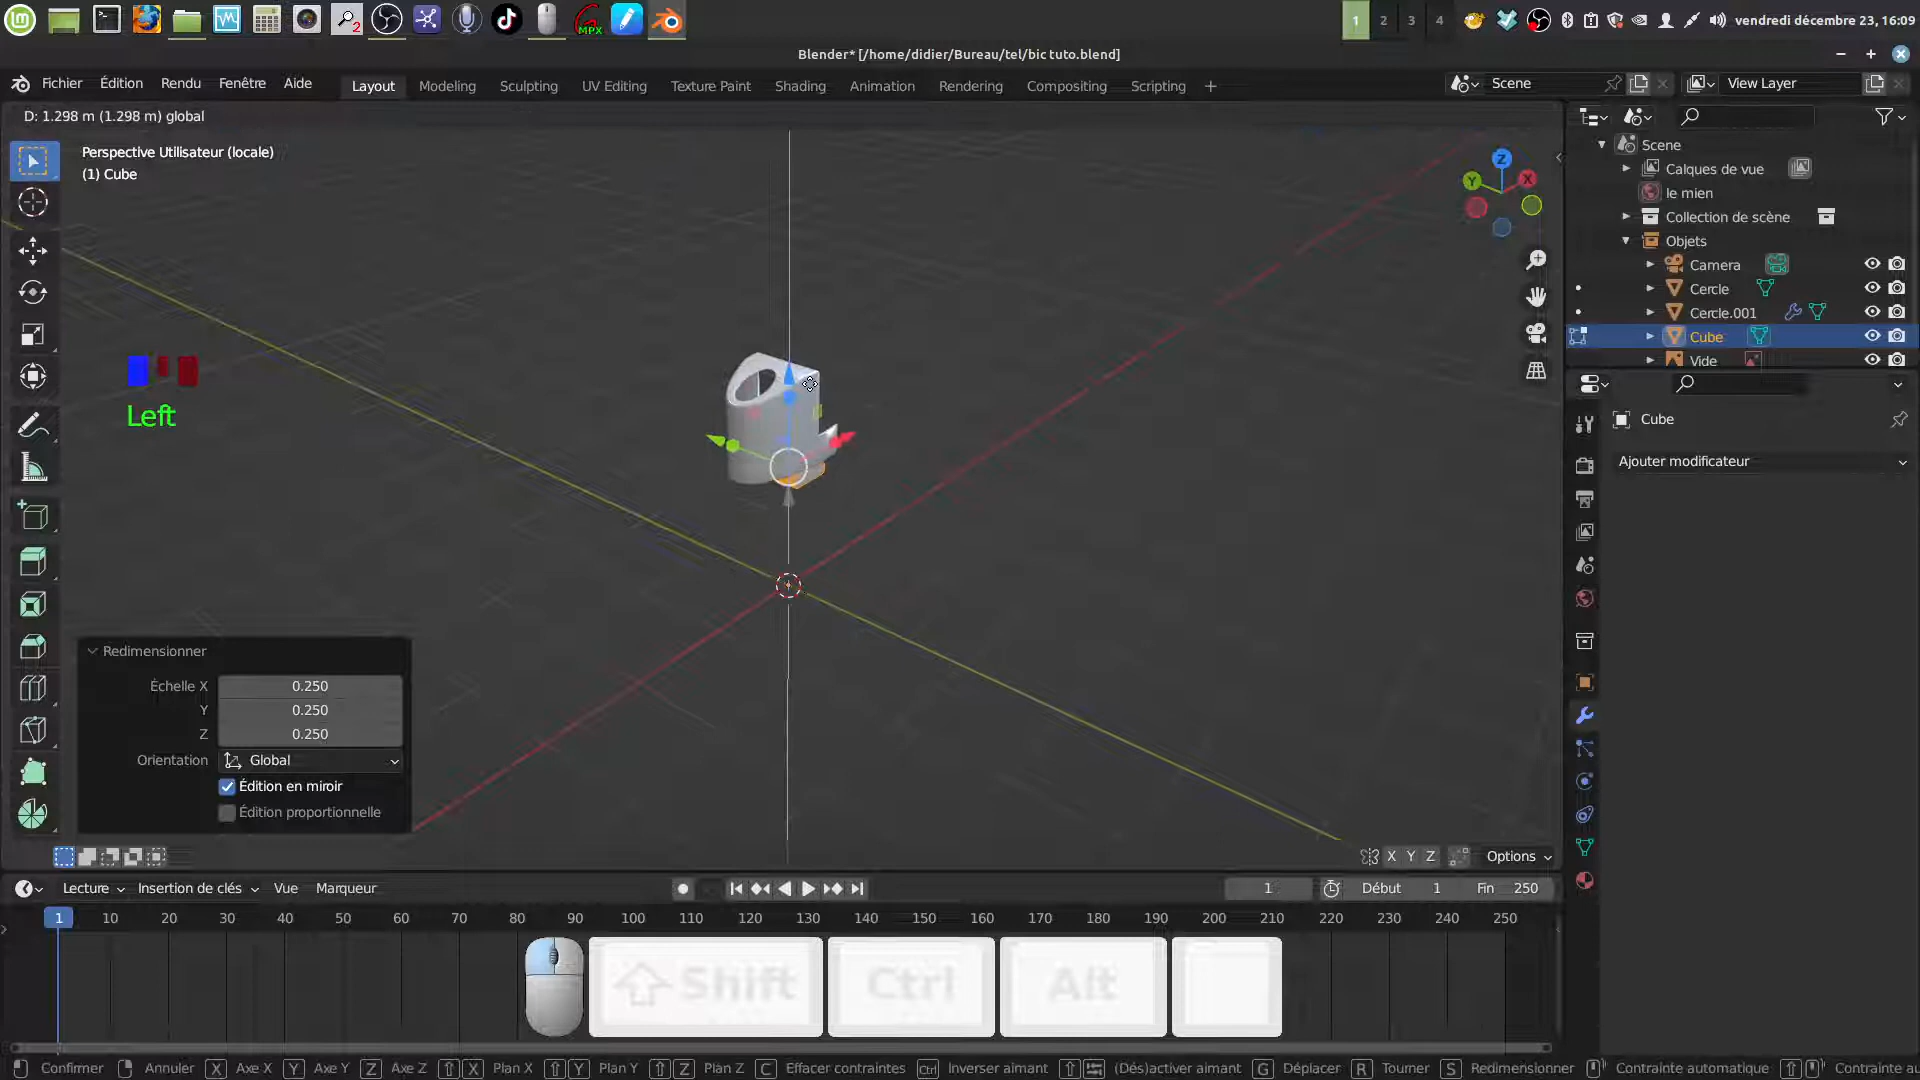 2
MPX
1 2 3 4
vendredi décembre 23, 16:09
Blender* [/home/didier/Bureau/tel/bic tuto.blend]
Fichier Édition Rendu Fenêtre Aide
Layout Modeling Sculpting UV Editing Texture Paint Shading Animation Rendering Compositing Scripting
Scene
View Layer
D: 1.298 m (1.298 m) global
Perspective Utilisateur (locale)
(1) Cube
Z
Y
X
Scene
Calques de vue
le mien
Collection de scène
Objets
Camera
Cercle
Cercle.001
Cube
Vide
Cube
Ajouter modificateur
Left
Redimensionner
Échelle X 0.250
Y 0.250
Z 0.250
Orientation Global
Édition en miroir
Édition proportionnelle
X Y Z
Options
Lecture Insertion de clés Vue Marqueur
1
Début 1
Fin 250
1 10 20 30 40 50 60 70 80 90 100 110 120 130 140 150 160 170 180 190 200 210 220 230 240 250
Shift Ctrl Alt
Confirmer Annuler X Axe X Y Axe Y Z Axe Z X Plan X Y Plan Y Z Plan Z C Effacer contraintes Ctrl Inverser aimant (Dés)activer aimant G Déplacer R Tourner S Redimensionner Contrainte automatique Contrainte au